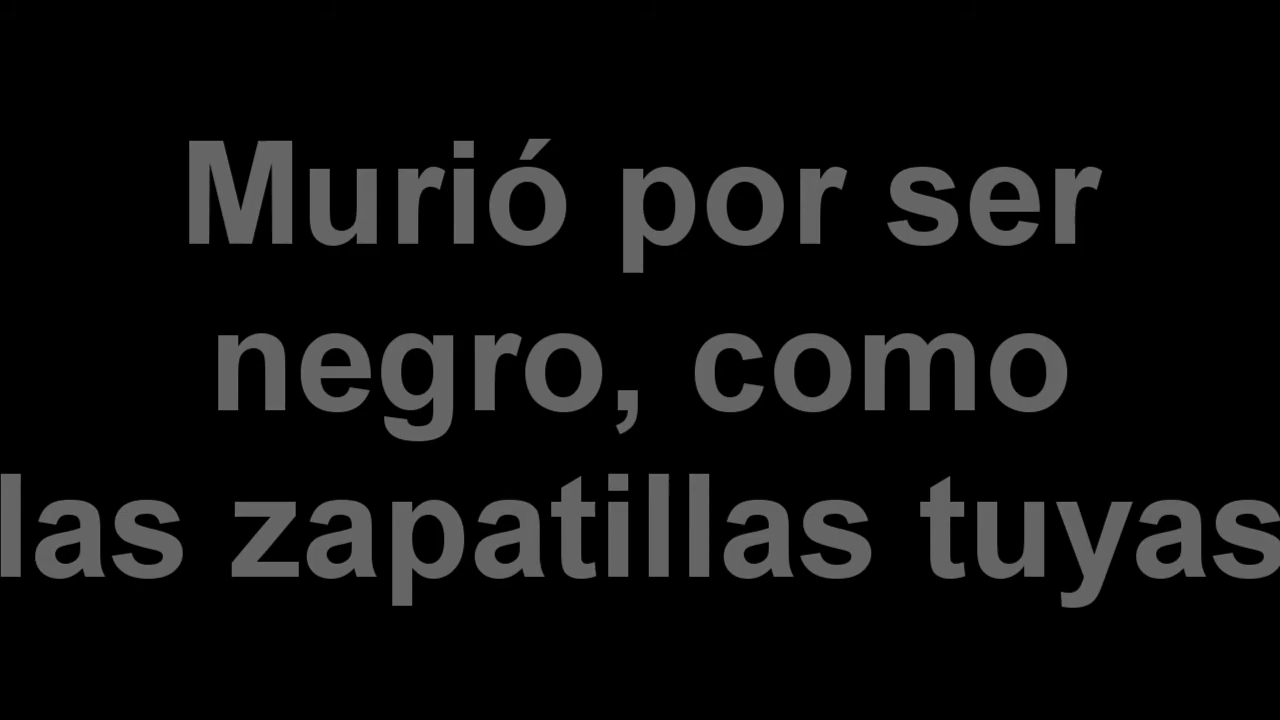 Murió por ser
negro, como
las zapatillas tuyas